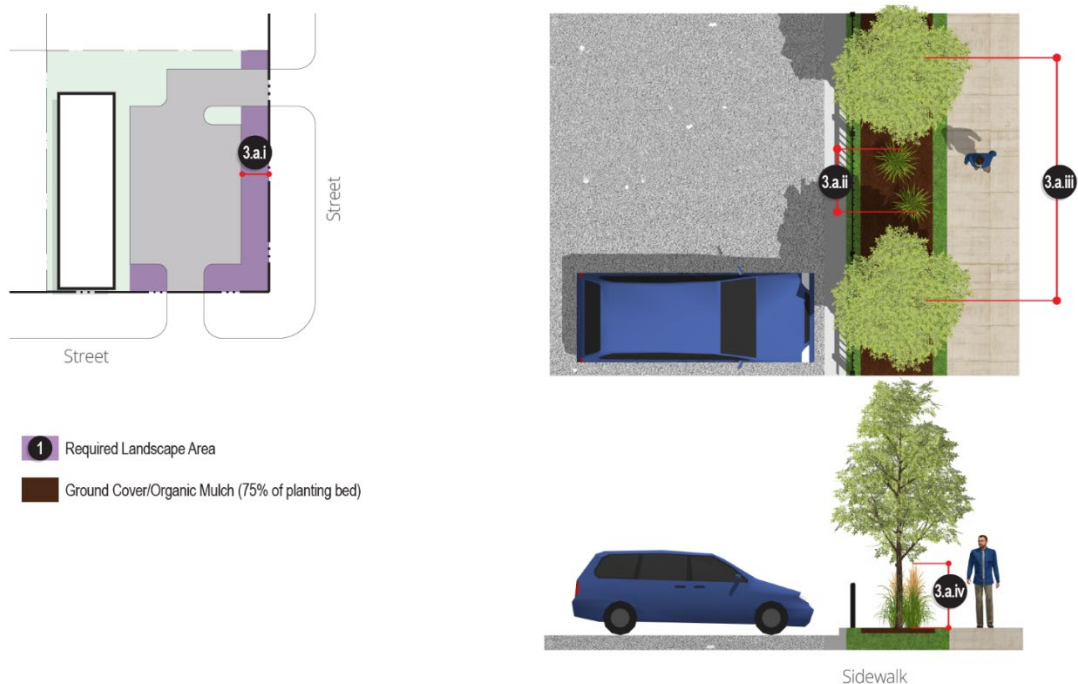 3.a.i
Street
Street
1 Required Landscape Area
Ground Cover/Organic Mulch (75% of planting bed)
3.a.ii
3.a.iii
3.a.iv
Sidewalk